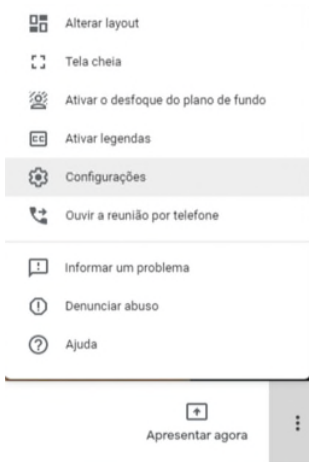 Alterar layout
Tela cheia
Ativar o desfoque do plano de fundo
CC Ativar legendas
Configurações
Ouvir a reunião por telefone
Informar um problema
Denunciar abuso
Ajuda
Apresentar agora